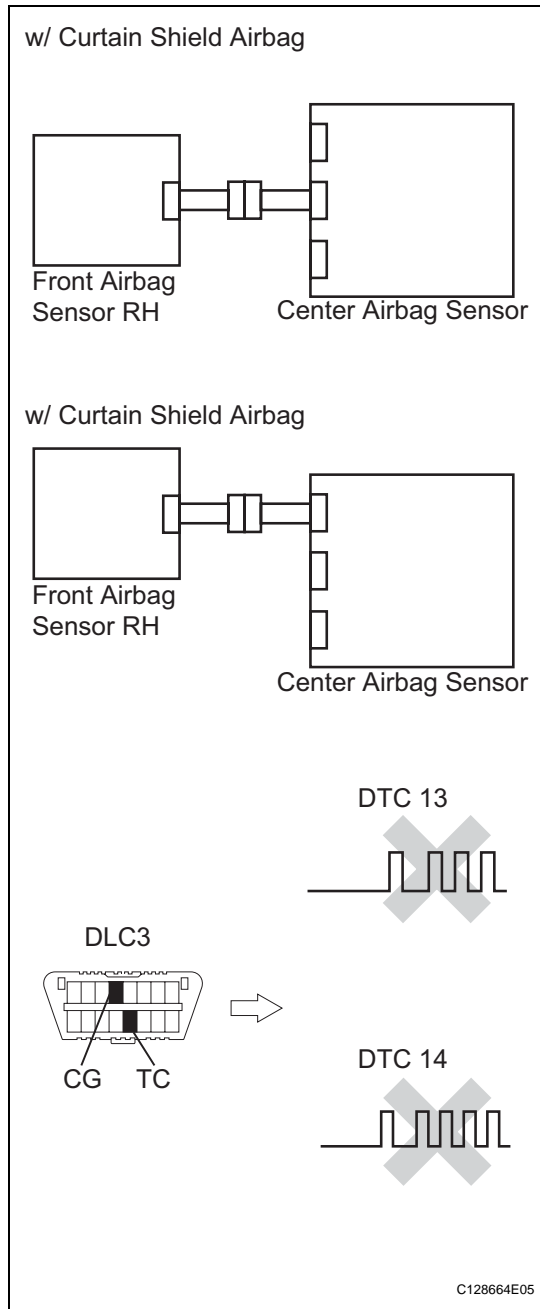 w/ Curtain Shield Airbag
Front Airbag
Sensor RH
Center Airbag Sensor
w/ Curtain Shield Airbag
Front Airbag
Sensor RH
Center Airbag Sensor
DTC 13
DLC3
CG TC
DTC 14
C128664E05